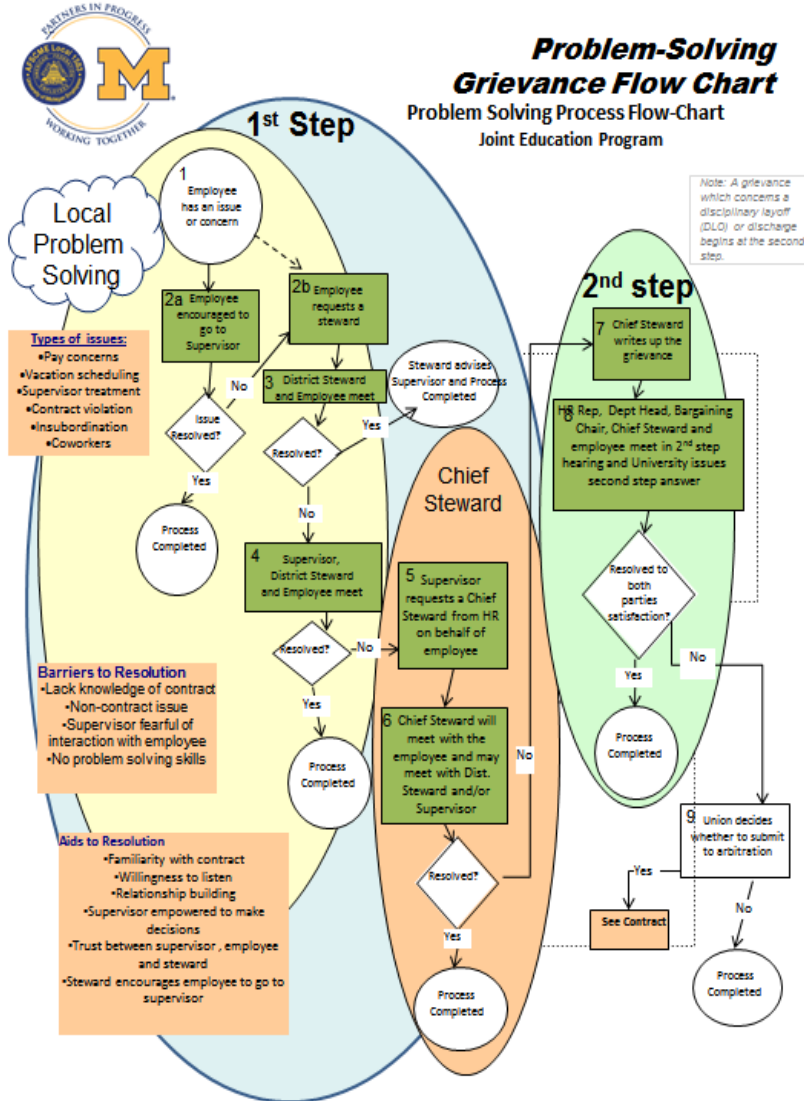 PARTNERS IN PROGRESS
AFSCME Local 1583
M
WORKING TOGETHER
Problem-Solving
Grievance Flow Chart
Problem Solving Process Flow-Chart
Joint Education Program
1st Step
Note: A grievance
which concerns a
disciplinary layoff
(DLO) or discharge
begins at the second
step.
Local
Problem
Solving
1
Employee
has an issue
or concern
2a
Employee
encouraged to
go to
Supervisor
2b
Employee
requests a
steward
Types of issues:
•Pay concerns
•Vacation scheduling
•Supervisor treatment
•Contract violation
•Insubordination
•Coworkers
No
3
District Steward
and Employee meet
Steward advises
Supervisor and Process
Completed
Issue
Resolved?
Yes
Resolved?
Yes
No
Process
Completed
4
Supervisor,
District Steward
and Employee meet
Resolved?
No
Yes
Process
Completed
Chief
Steward
5
Supervisor
requests a Chief
Steward from HR
on behalf of
employee
6
Chief Steward will
meet with the
employee and may
meet with Dist.
Steward and/or
Supervisor
No
Resolved?
Yes
Process
Completed
2nd step
7
Chief Steward
writes up the
grievance
8
HR Rep, Dept Head, Bargaining
Chair, Chief Steward and
employee meet in 2nd step
hearing and University issues
second step answer
Resolved to
both
parties
satisfaction?
No
Yes
Process
Completed
9
Union decides
whether to submit
to arbitration
Yes
See Contract
No
Process
Completed
Barriers to Resolution
•Lack knowledge of contract
•Non-contract issue
•Supervisor fearful of
interaction with employee
•No problem solving skills
Aids to Resolution
•Familiarity with contract
•Willingness to listen
•Relationship building
•Supervisor empowered to make
decisions
•Trust between supervisor , employee
and steward
•Steward encourages employee to go to
supervisor